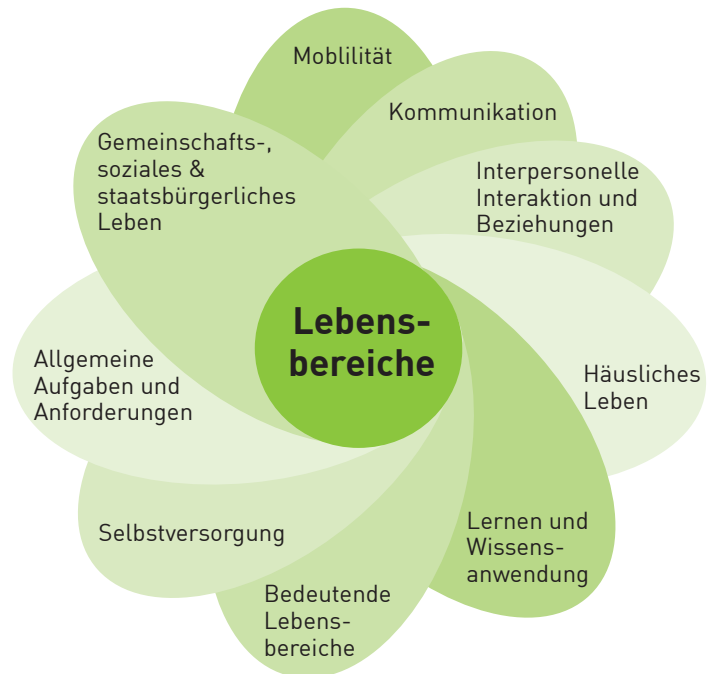 Moblilität
Kommunikation
Gemeinschafts-,
soziales &
staatsbürgerliches
Leben
Interpersonelle
Interaktion und
Beziehungen
Lebens-
bereiche
Allgemeine
Aufgaben und
Anforderungen
Häusliches
Leben
Selbstversorgung
Lernen und
Wissens-
anwendung
Bedeutende
Lebens-
bereiche